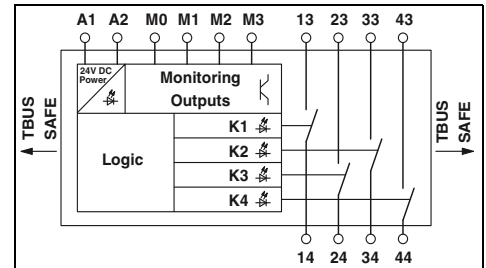 A1 A2 M0 M1 M2 M3 13 23 33 43
24V DC
Power
Monitoring
Outputs
TBUS
SAFE
Logic
K1
K2
K3
K4
TBUS
SAFE
14 24 34 44